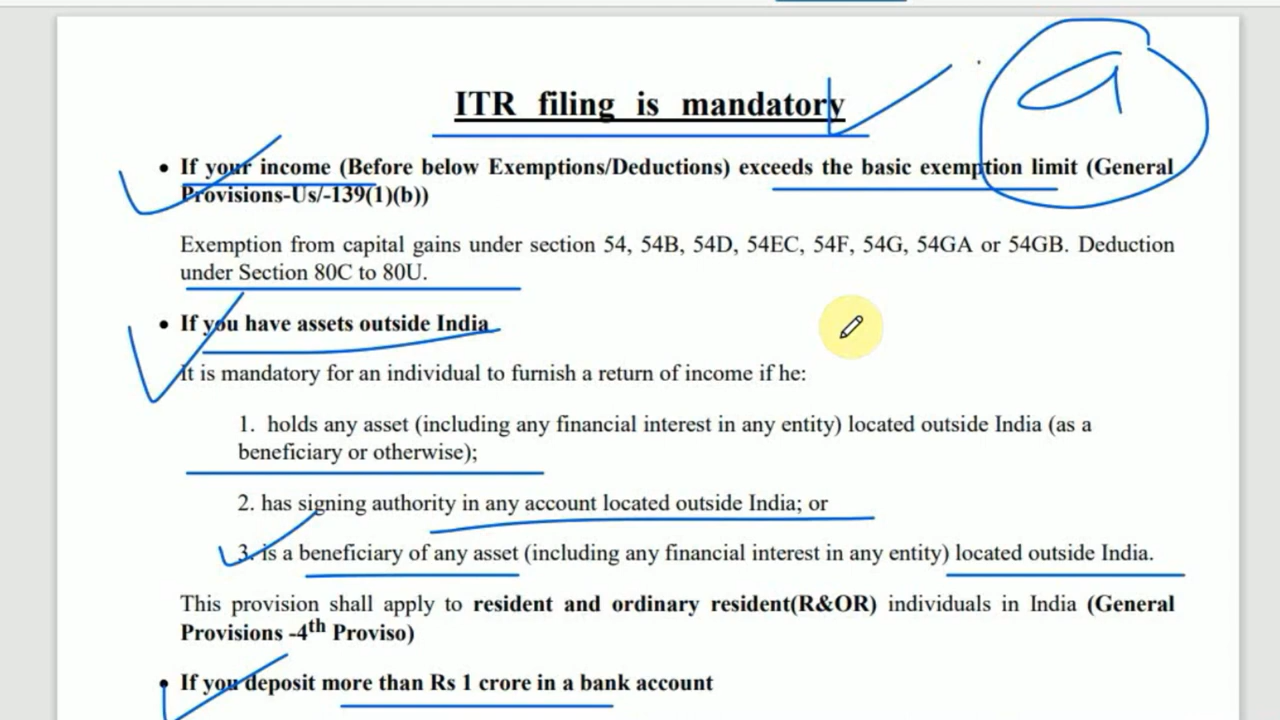 ITR filing is mandatory
a
• If your income (Before below Exemptions/Deductions) exceeds the basic exemption limit (General
Provisions-Us/-139(1)(b))
Exemption from capital gains under section 54, 54B, 54D, 54EC, 54F, 54G, 54GA or 54GB. Deduction
under Section 80C to 80U.
• If you have assets outside India
It is mandatory for an individual to furnish a return of income if he:
1. holds any asset (including any financial interest in any entity) located outside India (as a
beneficiary or otherwise);
2. has signing authority in any account located outside India; or
3. is a beneficiary of any asset (including any financial interest in any entity) located outside India.
This provision shall apply to resident and ordinary resident(R&OR) individuals in India (General
Provisions -4th Proviso)
• If you deposit more than Rs 1 crore in a bank account